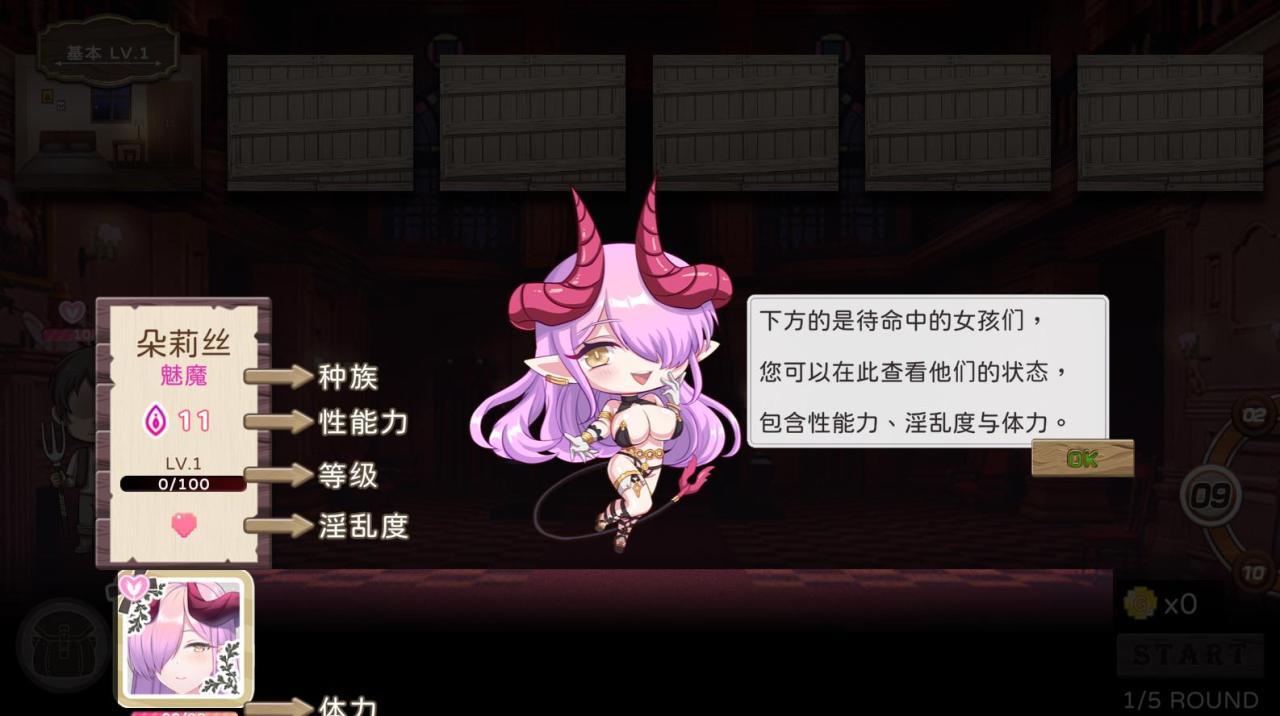 基本 LV.1
朵莉丝
魅魔
11
LV.1
0/100
种族
性能力
等级
淫乱度
体力
下方的是待命中的女孩们，
您可以在此查看他们的状态，
包含性能力、淫乱度与体力。
OK
02
09
10
x0
START
1/5 ROUND